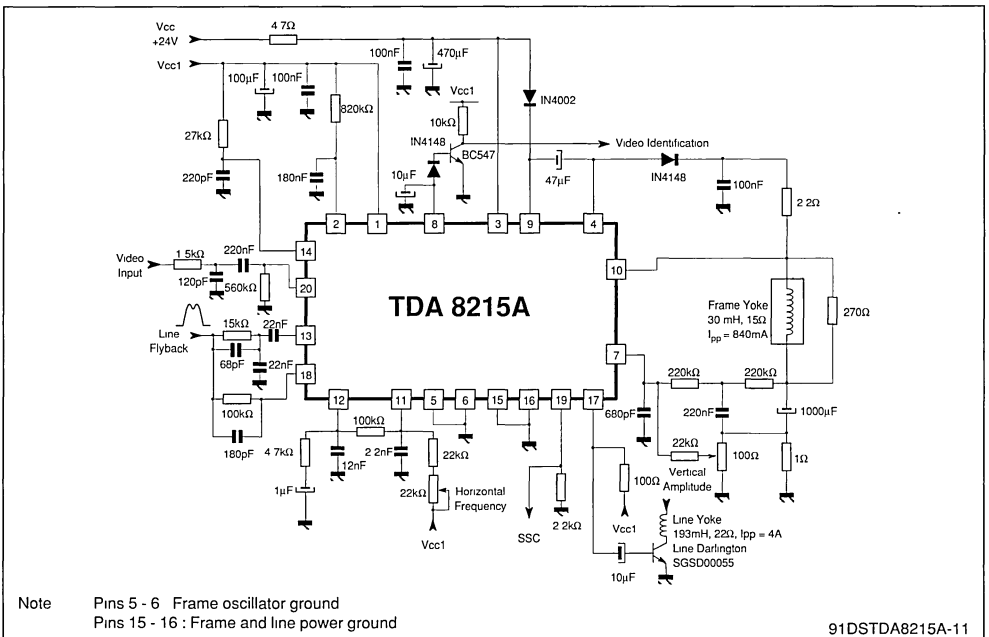 Vcc
+24V
4 7Ω
Vcc1
100μF
100nF
820kΩ
27kΩ
220pF
180nF
100nF
470μF
Vcc1
10kΩ
IN4148
BC547
10μF
IN4002
Video Identification
47μF
IN4148
100nF
2 2Ω
2
1
8
3
9
4
14
20
13
18
10
7
12
11
5
6
15
16
19
17
TDA 8215A
Video
Input
1 5kΩ
220nF
120pF
560kΩ
Line
Flyback
15kΩ
22nF
68pF
22nF
100kΩ
180pF
Frame Yoke
30 mH, 15Ω
Ipp = 840mA
270Ω
220kΩ
220kΩ
680pF
220nF
1000μF
22kΩ
100Ω
1Ω
Vertical
Amplitude
4 7kΩ
100kΩ
12nF
2 2nF
22kΩ
1μF
22kΩ
Horizontal
Frequency
Vcc1
SSC
2 2kΩ
100Ω
Vcc1
10μF
Line Yoke
193mH, 22Ω, Ipp = 4A
Line Darlington
SGSD00055
Note Pins 5 - 6 Frame oscillator ground
Pins 15 - 16 : Frame and line power ground
91DSTDA8215A-11